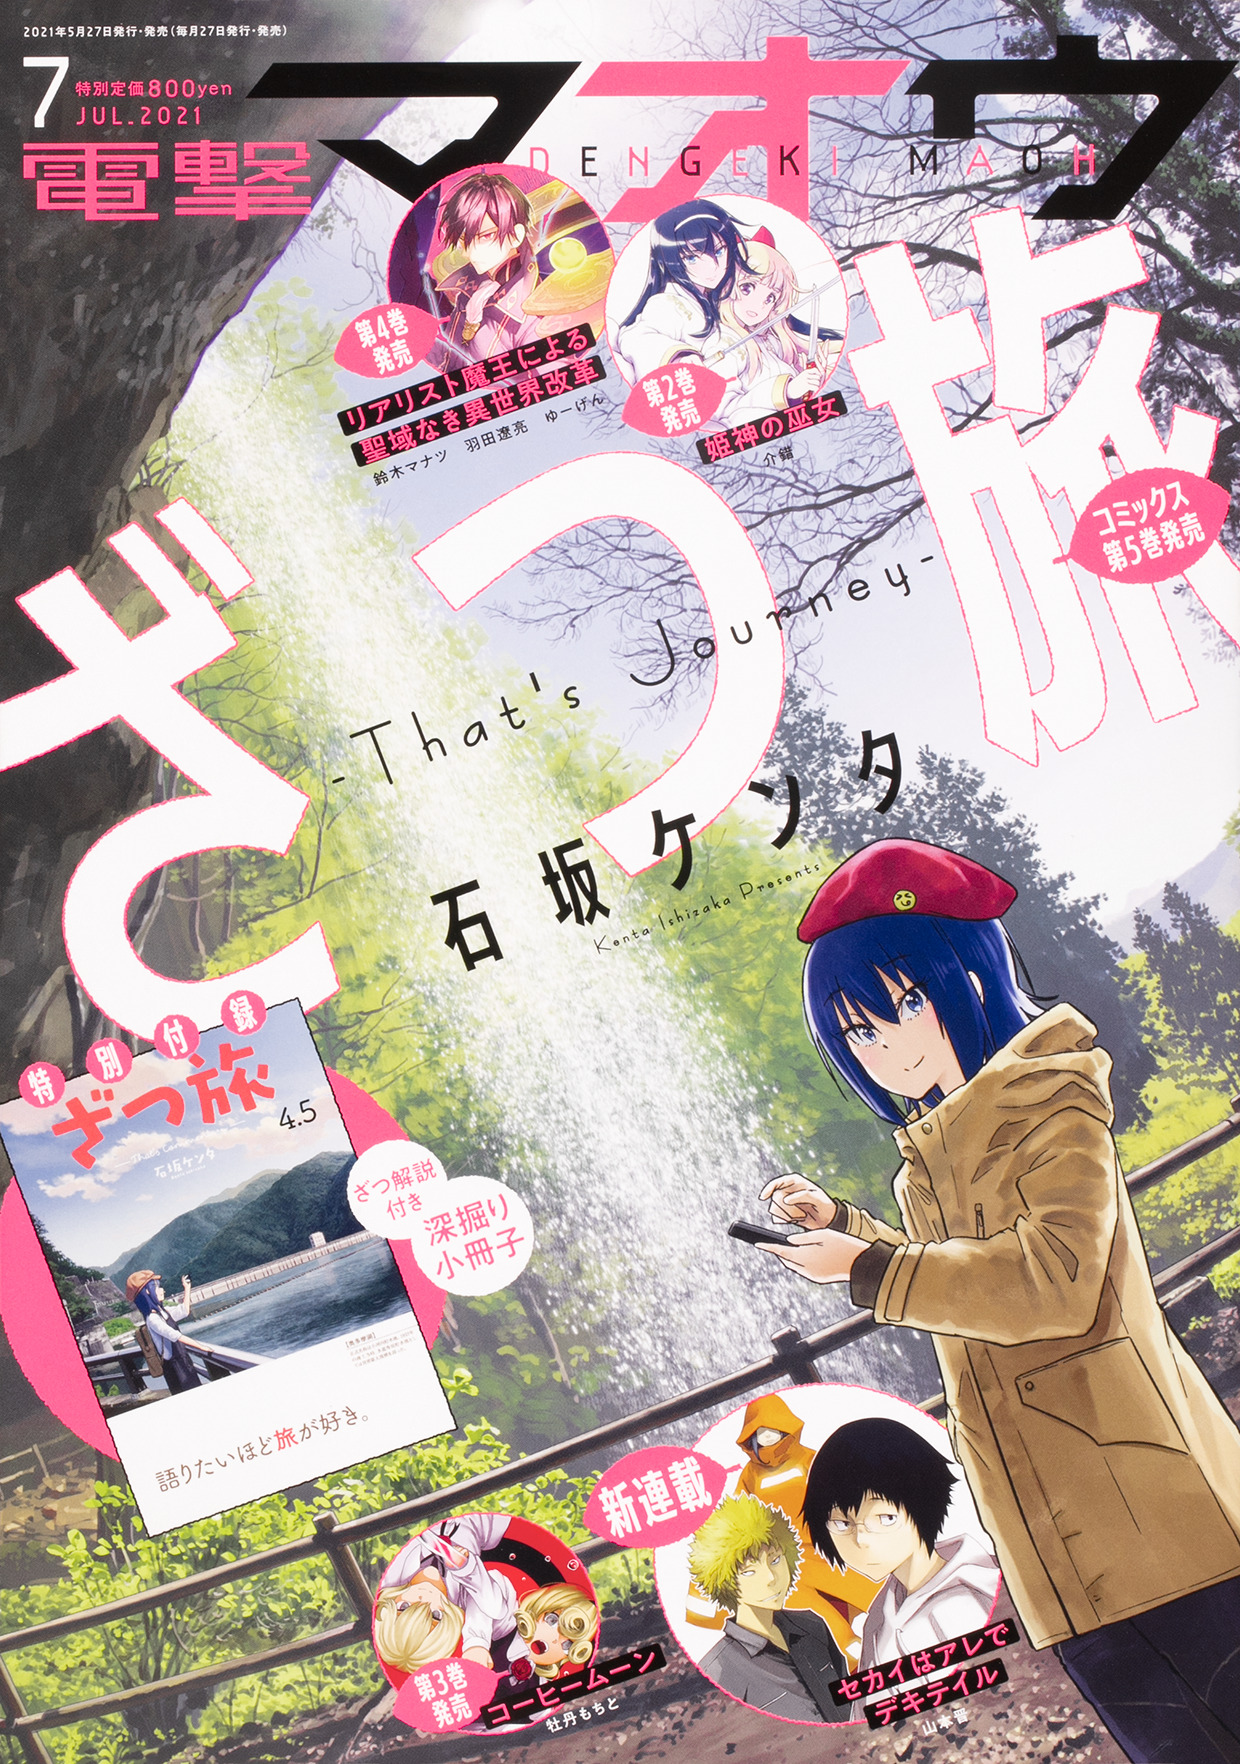 2021年5月27日発行・発売(毎月27日発行・発売)
7
特別定価800yen
JUL.2021
電撃マオウ
DENGEKI MAOH
第4巻
発売
リアリスト魔王による
聖域なき異世界改革
鈴木マナツ 羽田遼亮 ゆーげん
第2巻
発売
姫神の巫女
介錯
ざつ旅
-That's Journey-
コミックス
第5巻発売
石坂ケンタ
Kenta Ishizaka Presents
特別付録
ざつ旅
4.5
石坂ケンタ
ざつ解説
付き
深掘り
小冊子
【奥多摩湖】
語りたいほど旅が好き。
新連載
セカイはアレで
デキテイル
山本晋
第3巻
発売
コーヒームーン
牡丹もちと